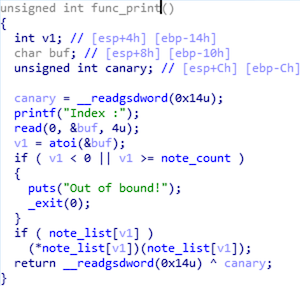 unsigned int func_print()
{
  int v1; // [esp+4h] [ebp-14h]
  char buf; // [esp+8h] [ebp-10h]
  unsigned int canary; // [esp+Ch] [ebp-Ch]

  canary = __readgsdword(0x14u);
  printf("Index :");
  read(0, &buf, 4u);
  v1 = atoi(&buf);
  if ( v1 < 0 || v1 >= note_count )
  {
    puts("Out of bound!");
    _exit(0);
  }
  if ( note_list[v1] )
    (*note_list[v1])(note_list[v1]);
  return __readgsdword(0x14u) ^ canary;
}